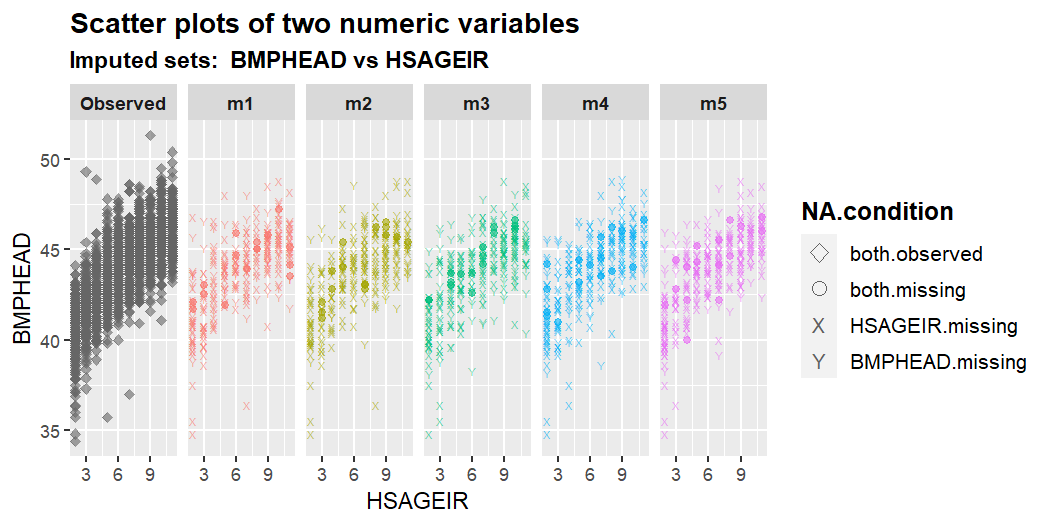 Scatter plots of two numeric variables
Imputed sets:  BMPHEAD vs HSAGEIR
Observed m1 m2 m3 m4 m5
50
45
40
35
BMPHEAD
3 6 9 3 6 9 3 6 9 3 6 9 3 6 9 3 6 9
HSAGEIR
NA.condition
both.observed
both.missing
X HSAGEIR.missing
Y BMPHEAD.missing